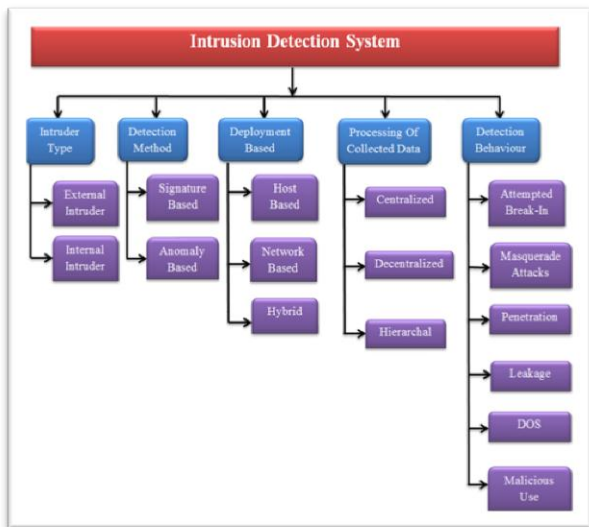 Intrusion Detection System
Intruder
Type
Detection
Method
Deployment
Based
Processing Of
Collected Data
Detection
Behaviour
External
Intruder
Internal
Intruder
Signature
Based
Anomaly
Based
Host
Based
Network
Based
Hybrid
Centralized
Decentralized
Hierarchal
Attempted
Break-In
Masquerade
Attacks
Penetration
Leakage
DOS
Malicious
Use